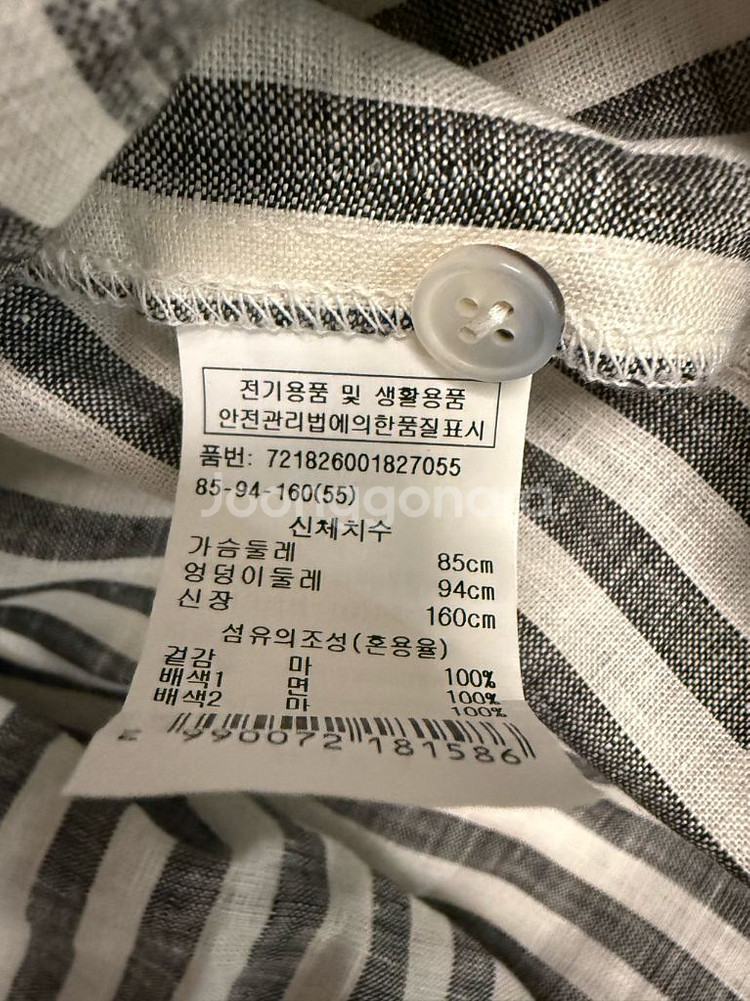 전기용품 및 생활용품
안전관리법에의한품질표시
품번: 721826001827055
85-94-160(55)
Joonggonara
신체치수
가슴둘레 85cm
엉덩이둘레 94cm
신장 160cm
섬유의조성(혼용율)
겉감 마 100%
배색1 면 100%
배색2 마 100%
990072 181586